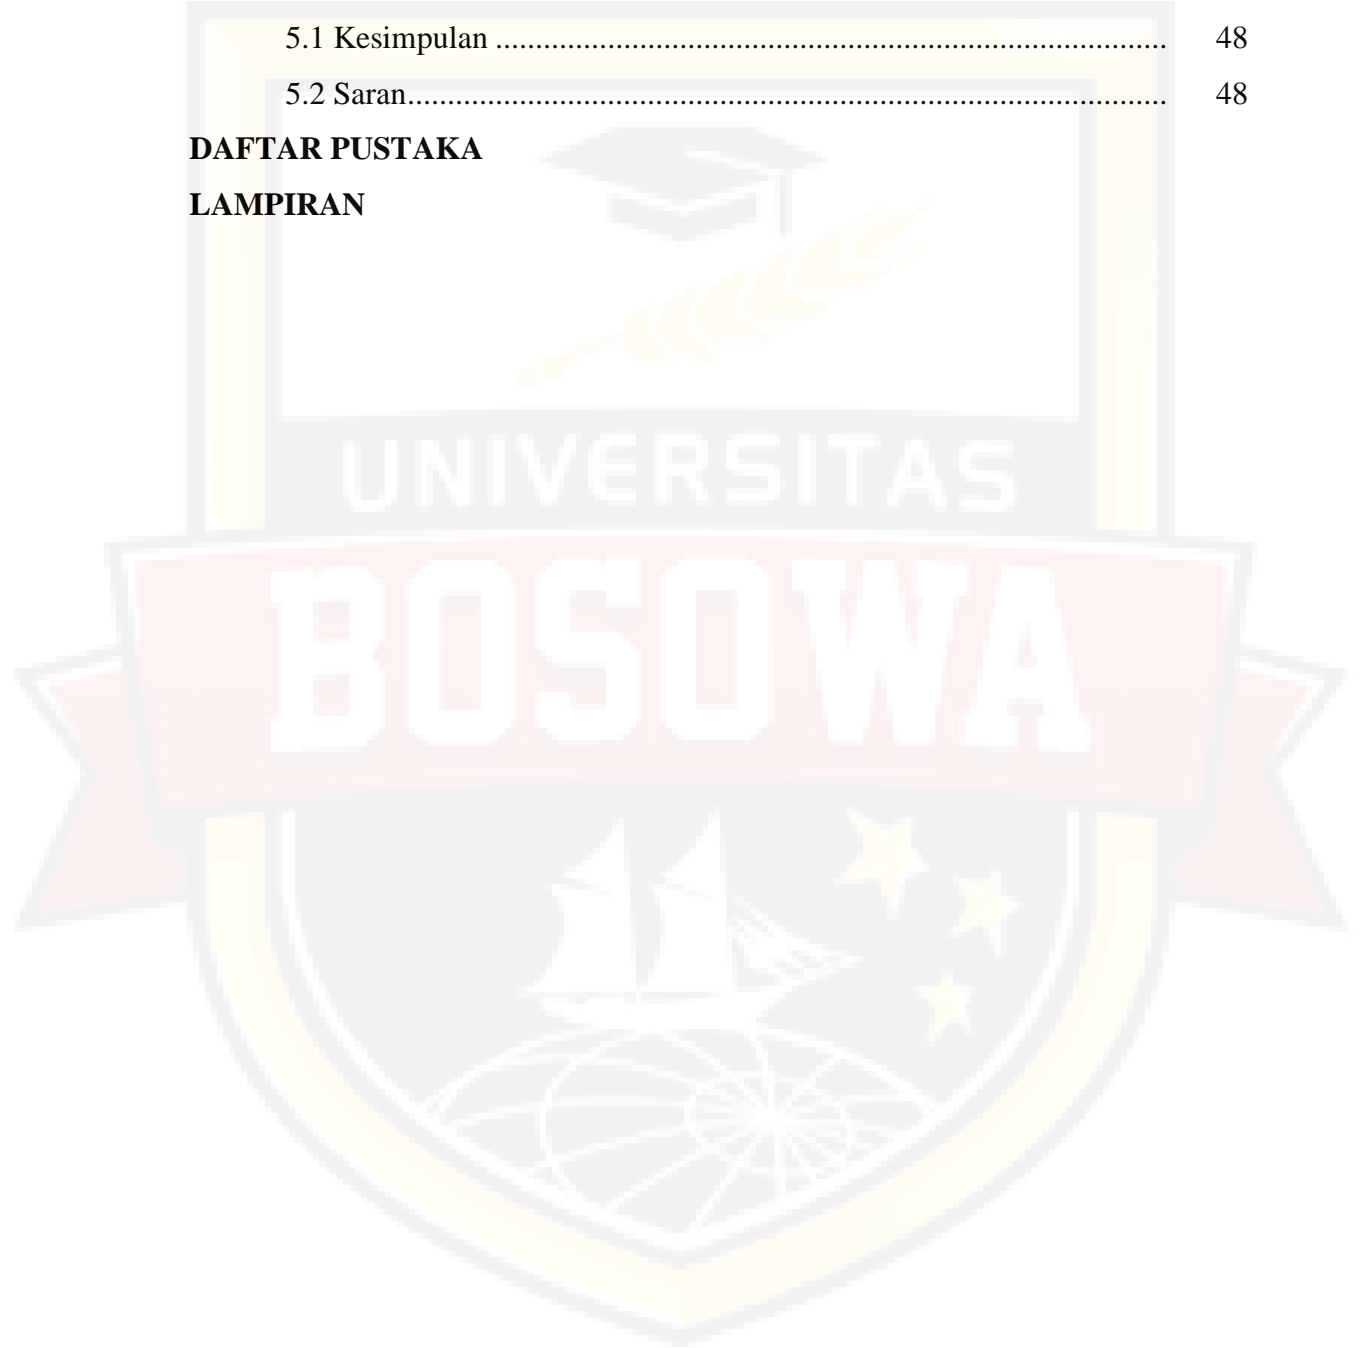 5.1 Kesimpulan ..................................................................................... 48
5.2 Saran................................................................................................ 48
DAFTAR PUSTAKA
LAMPIRAN
UNIVERSITAS
BOSOWA